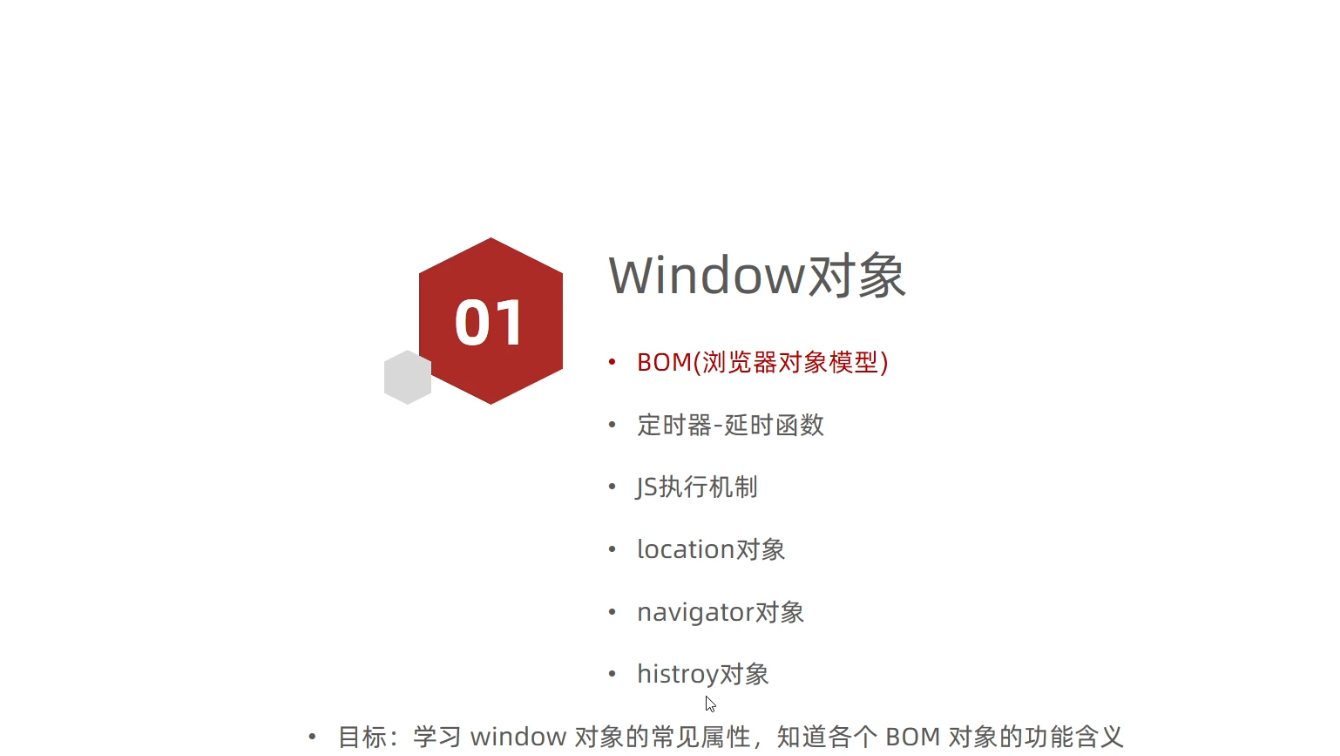 01
Window对象
• BOM(浏览器对象模型)
• 定时器-延时函数
• JS执行机制
• location对象
• navigator对象
• histroy对象
• 目标：学习 window 对象的常见属性，知道各个 BOM 对象的功能含义